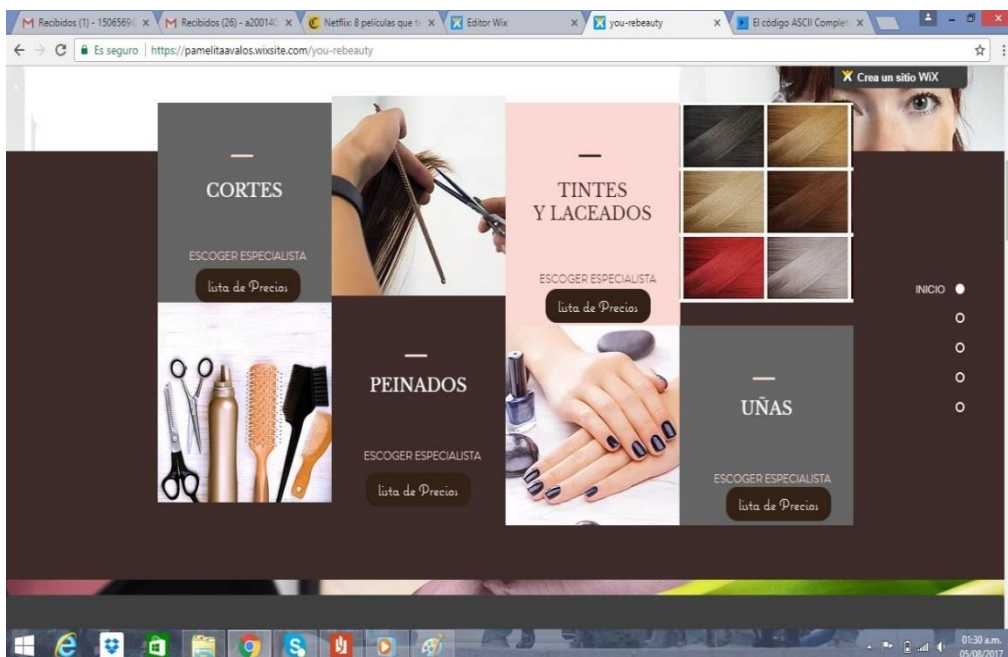 Recibidos (1) - 1506569
Recibidos (26) - a20014
Netflix: 8 películas que t
Editor Wix
you-rebeauty
El código ASCII Complet
Es seguro
https://pamelitaavalos.wixsite.com/you-rebeauty
Crea un sitio WiX
CORTES
ESCOGER ESPECIALISTA
lista de Precios
TINTES
Y LACEADOS
ESCOGER ESPECIALISTA
lista de Precios
INICIO
PEINADOS
ESCOGER ESPECIALISTA
lista de Precios
UÑAS
ESCOGER ESPECIALISTA
lista de Precios
01:30 a.m.
05/08/2017